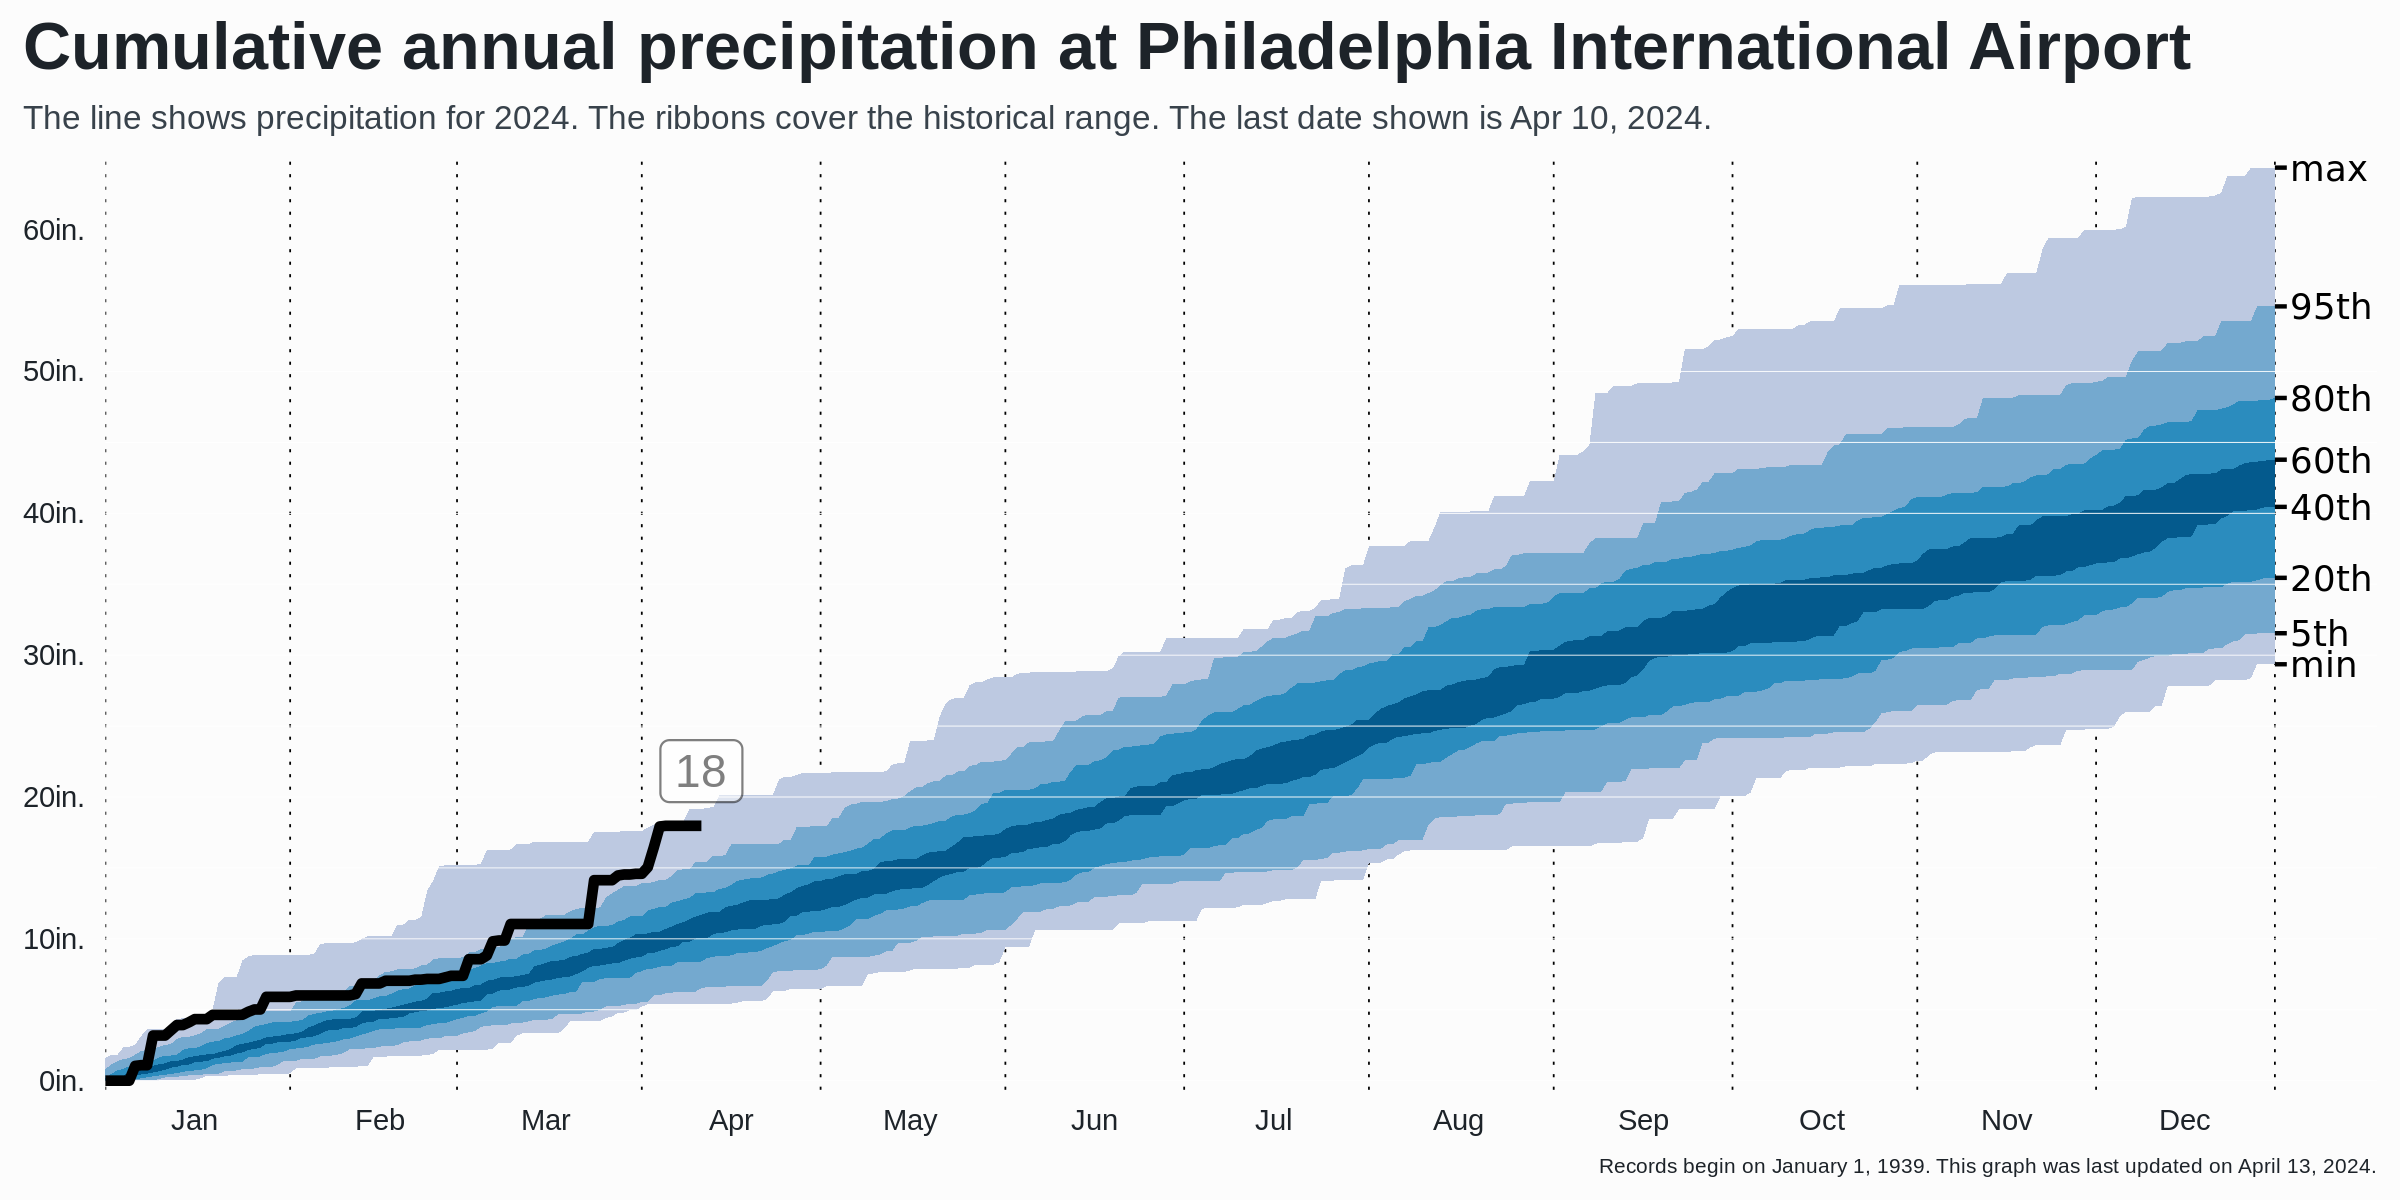 Cumulative annual precipitation at Philadelphia International Airport
The line shows precipitation for 2024. The ribbons cover the historical range. The last date shown is Apr 10, 2024.
max
60in.
95th
50in.
80th
60th
40th
40in.
20th
5th
30in.
min
18
20in.
10in.
0in.
Jan Feb Mar Apr May Jun Jul Aug Sep Oct Nov Dec
Records begin on January 1, 1939. This graph was last updated on April 13, 2024.